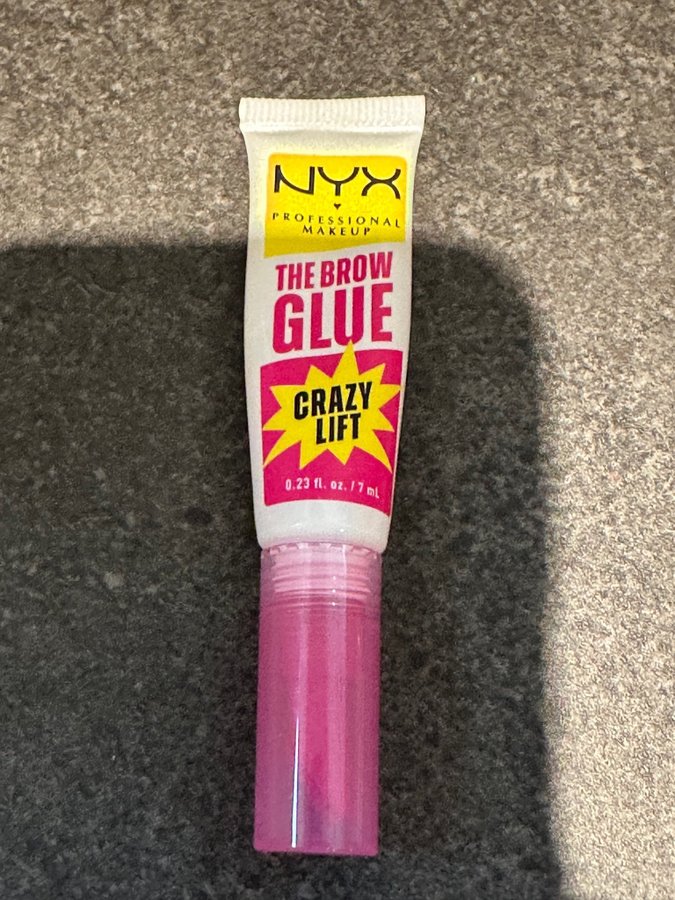 NYX
PROFESSIONAL
MAKEUP
THE BROW
GLUE
CRAZY
LIFT
0.23 fl. oz. / 7 mL